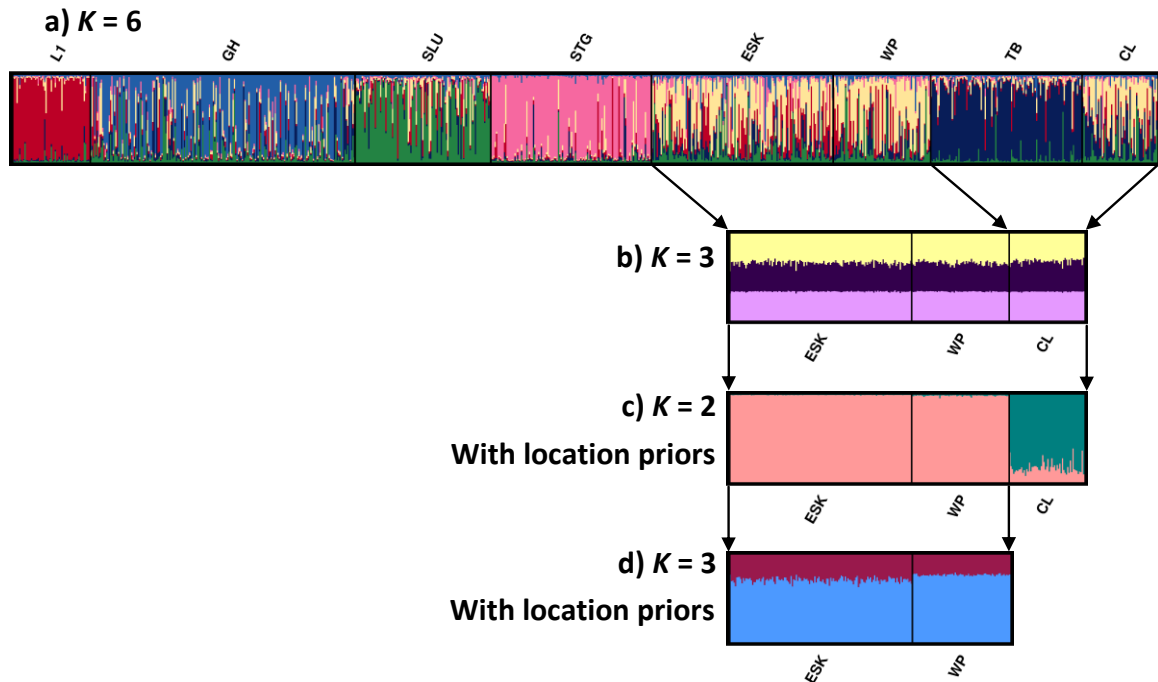 a) K = 6
L1 GH SLU STG ESK WP TB CL
b) K = 3
ESK WP CL
c) K = 2
With location priors
ESK WP CL
d) K = 3
With location priors
ESK WP